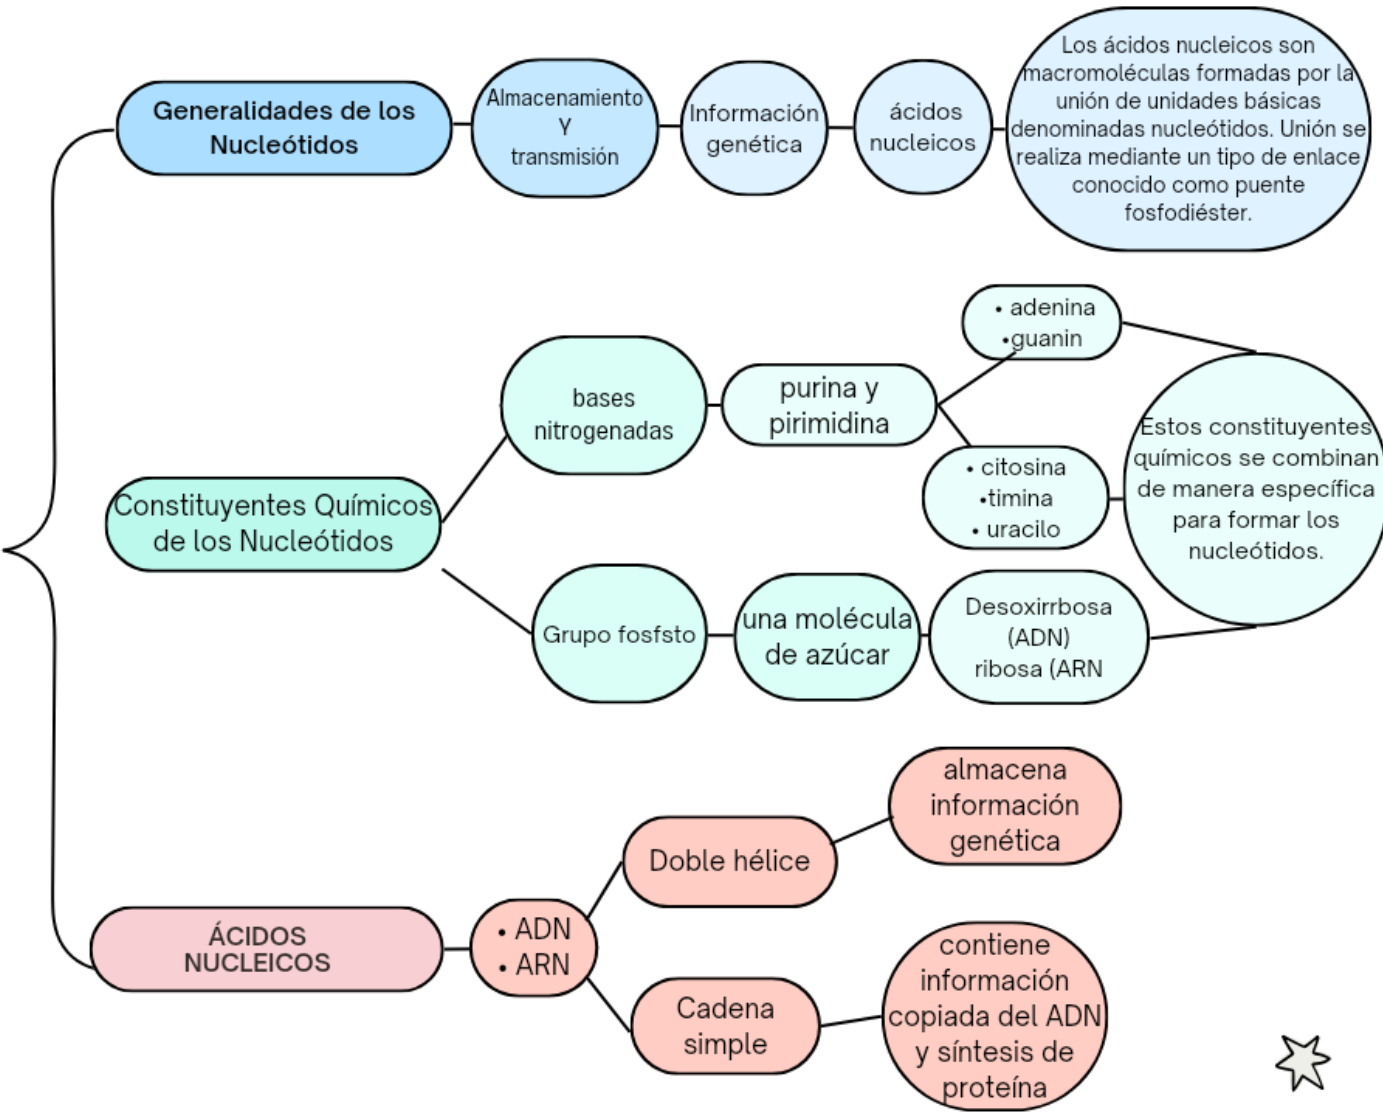 Generalidades de los
Nucleótidos
Almacenamiento
Y
transmisión
Información
genética
ácidos
nucleicos
Los ácidos nucleicos son
macromoléculas formadas por la
unión de unidades básicas
denominadas nucleótidos. Unión se
realiza mediante un tipo de enlace
conocido como puente
fosfodiéster.
Constituyentes Químicos
de los Nucleótidos
bases
nitrogenadas
purina y
pirimidina
• adenina
•guanin
• citosina
•timina
• uracilo
Estos constituyentes
químicos se combinan
de manera específica
para formar los
nucleótidos.
Grupo fosfsto
una molécula
de azúcar
Desoxirrbosa
(ADN)
ribosa (ARN
ÁCIDOS
NUCLEICOS
• ADN
• ARN
Doble hélice
almacena
información
genética
Cadena
simple
contiene
información
copiada del ADN
y síntesis de
proteína